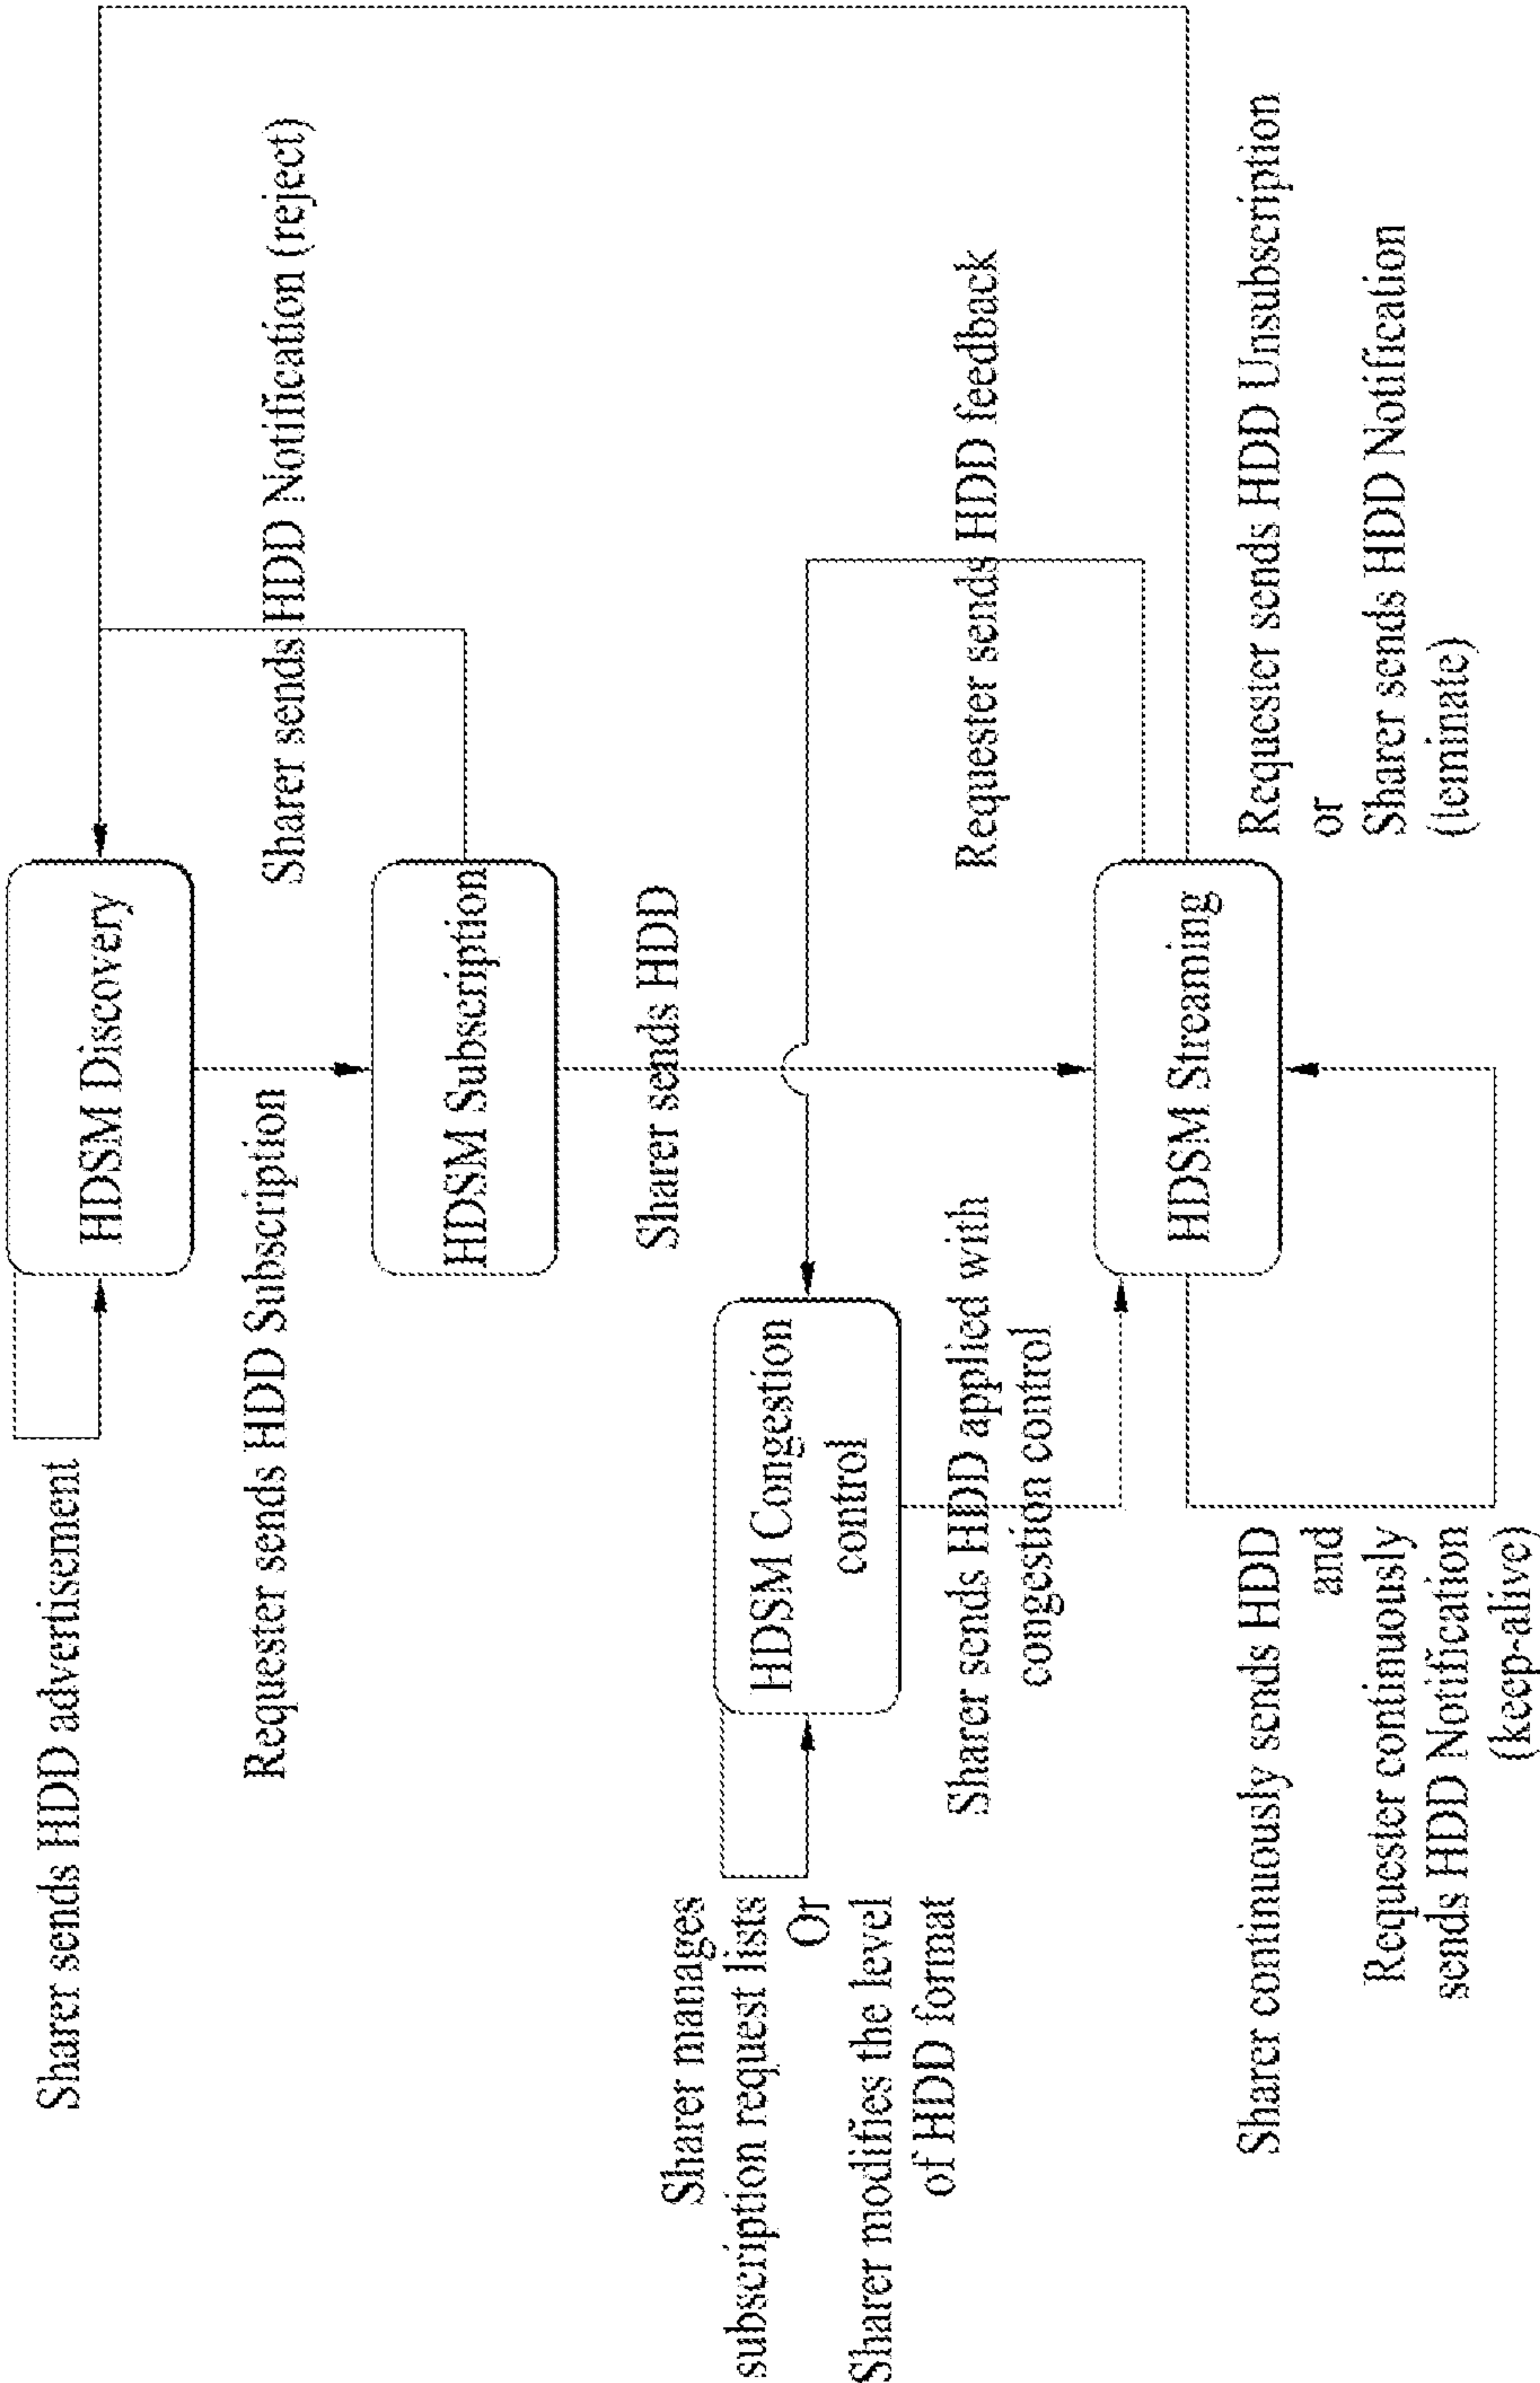 Sharer sends HDD advertisement
HDSM Discovery
Requester sends HDD Subscription
Sharer sends HDD Notification (reject)
HDSM Subscription
Sharer sends HDD
Sharer manages
subscription request lists
Or
Sharer modifies the level
of HDD format
HDSM Congestion
control
Requester sends HDD feedback
Sharer sends HDD applied with
congestion control
HDSM Streaming
Sharer continuously sends HDD
and
Requester continuously
sends HDD Notification
(keep-alive)
Requester sends HDD Unsubscription
or
Sharer sends HDD Notification
(teminate)